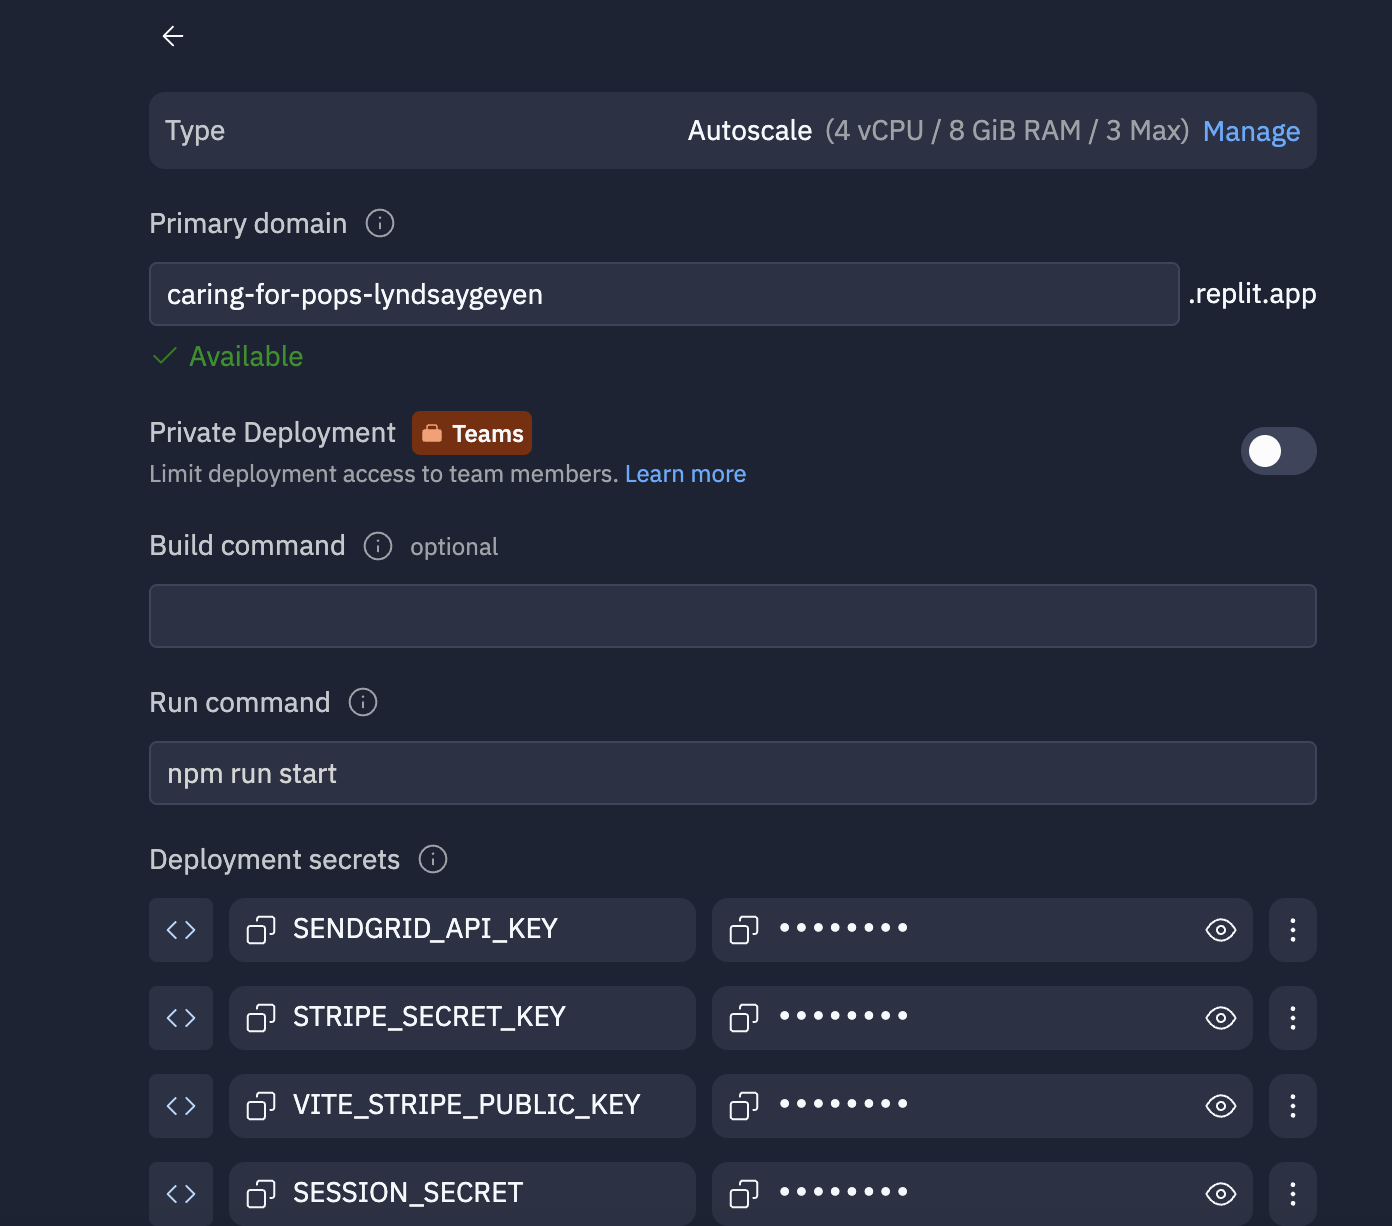 Type Autoscale (4 vCPU / 8 GiB RAM / 3 Max) Manage
Primary domain
caring-for-pops-lyndsaygeyen .replit.app
Available
Private Deployment Teams
Limit deployment access to team members. Learn more
Build command optional
Run command
npm run start
Deployment secrets
SENDGRID_API_KEY ••••••••
STRIPE_SECRET_KEY ••••••••
VITE_STRIPE_PUBLIC_KEY ••••••••
SESSION_SECRET ••••••••